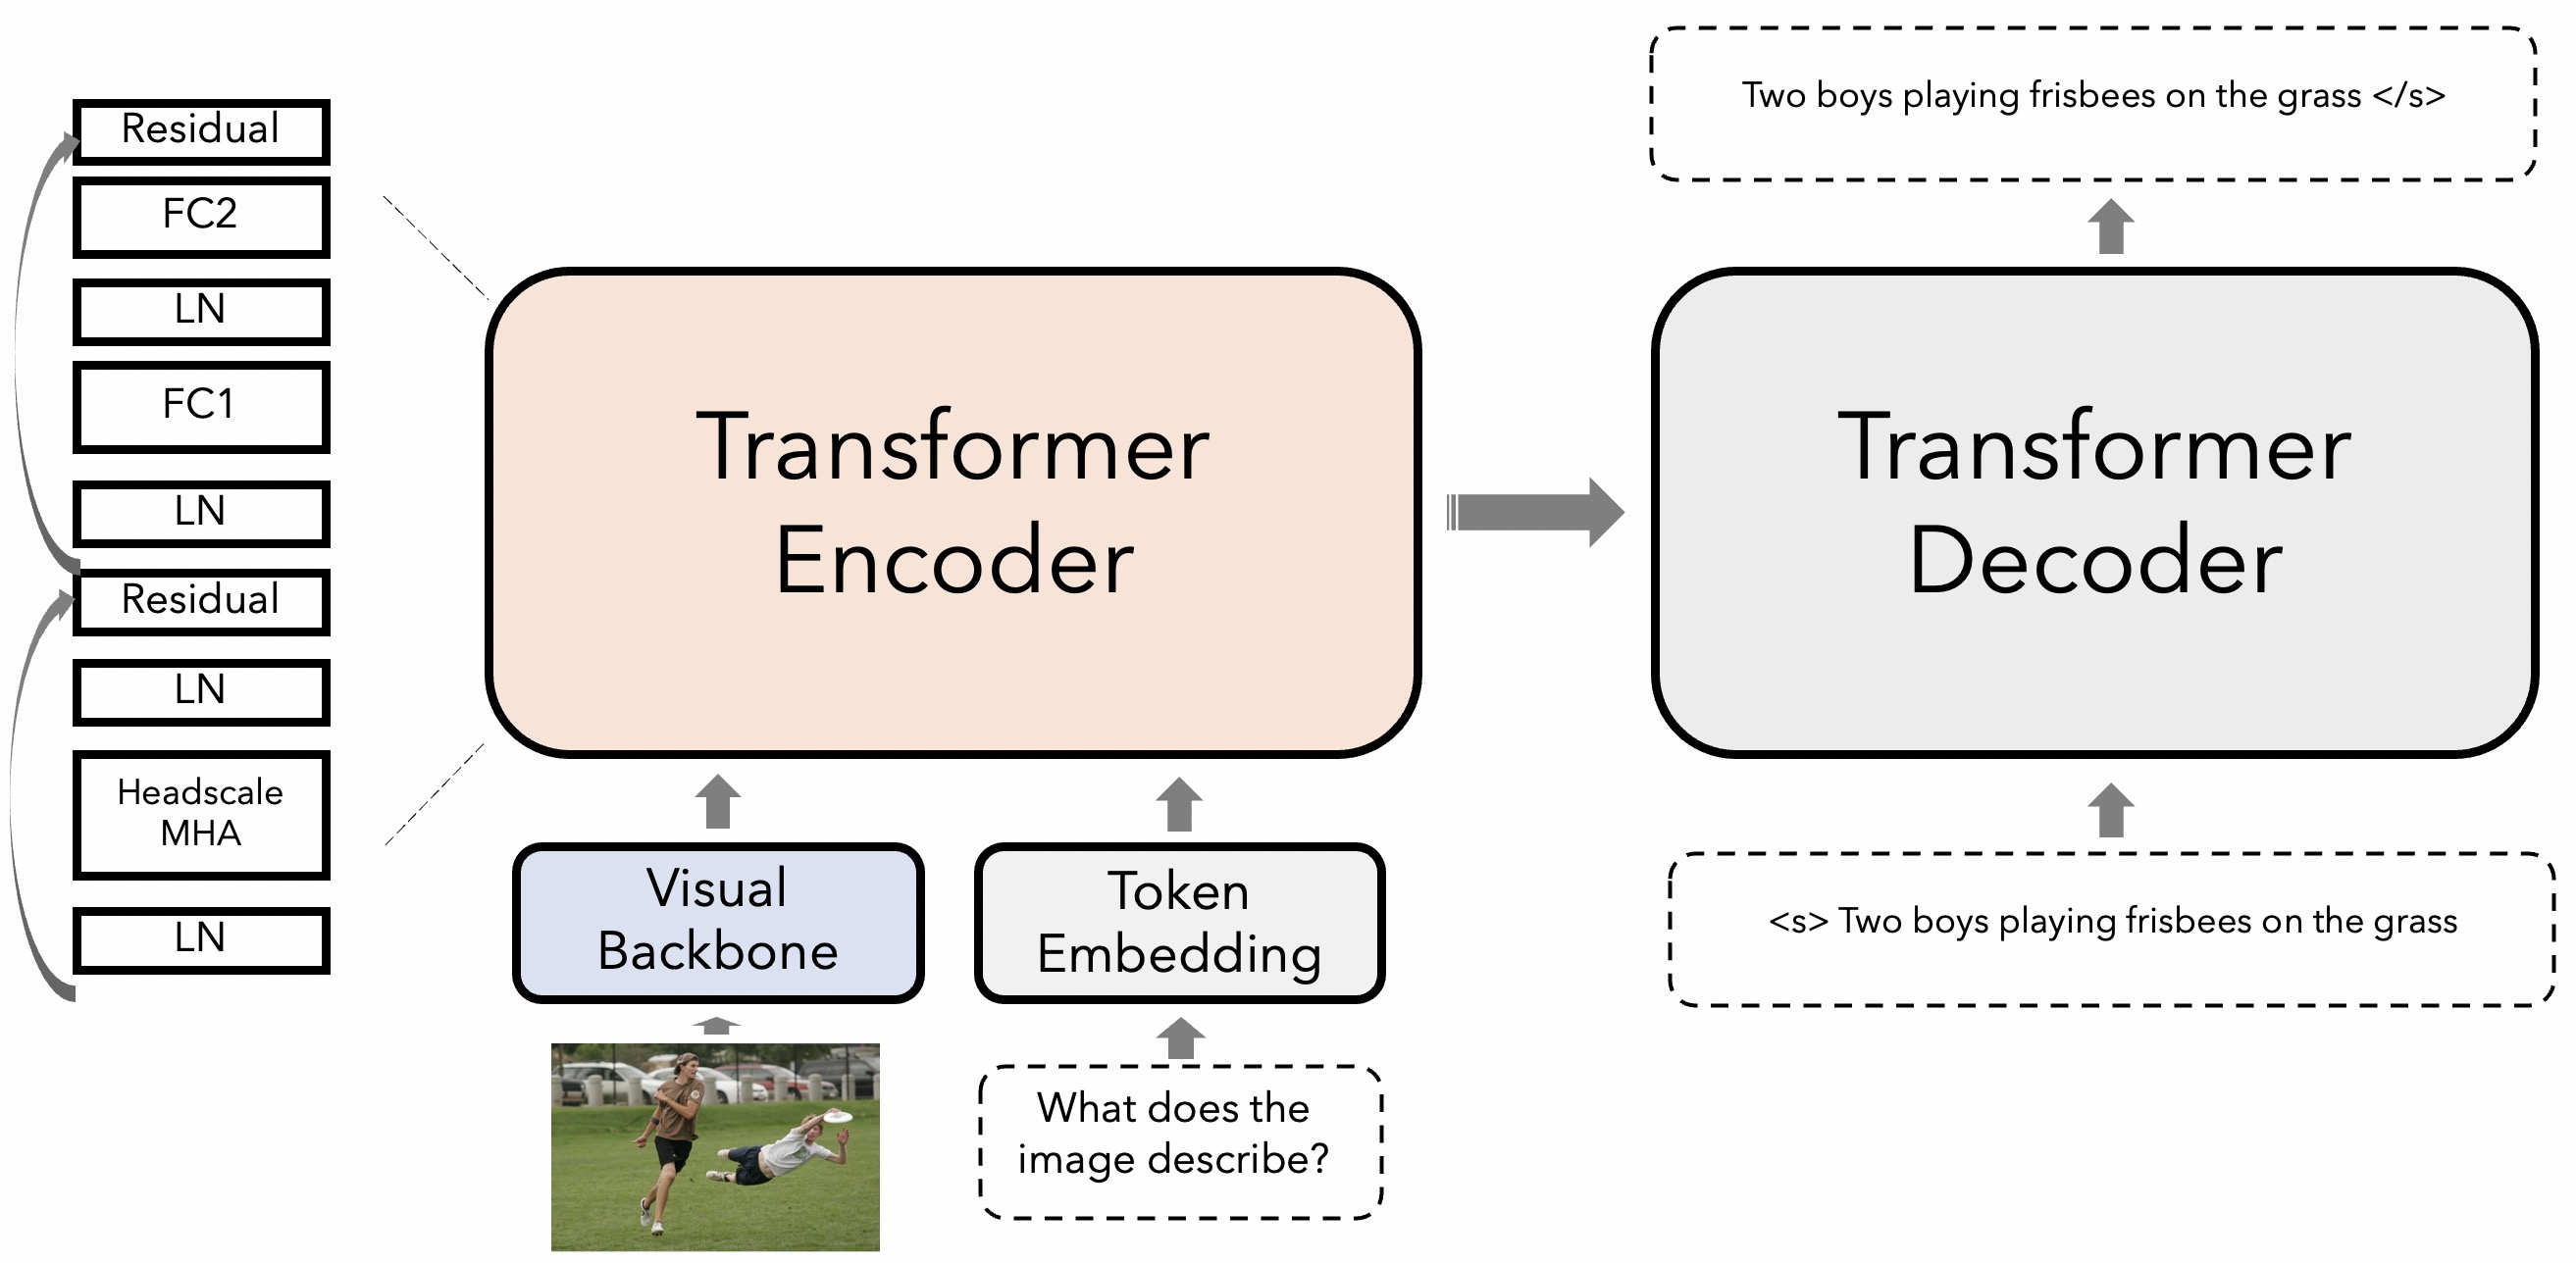 Residual
FC2
LN
FC1
LN
Residual
LN
Headscale
MHA
LN
Transformer
Encoder
Visual
Backbone
Token
Embedding
What does the
image describe?
Two boys playing frisbees on the grass </s>
Transformer
Decoder
<s> Two boys playing frisbees on the grass